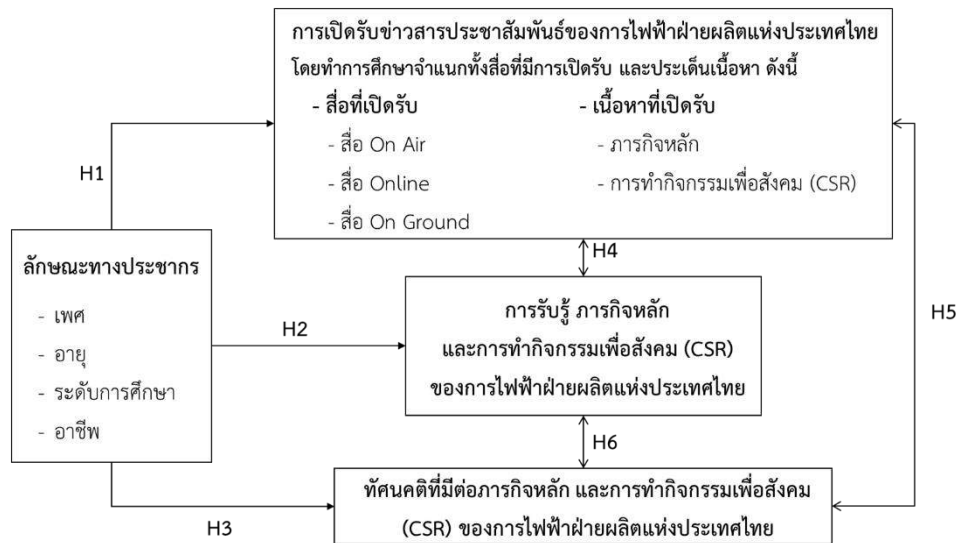 การเปิดรับข่าวสารประชาสัมพันธ์ของการไฟฟ้าฝ่ายผลิตแห่งประเทศไทย
โดยทำการศึกษาจำแนกทั้งสื่อที่มีการเปิดรับ และประเด็นเนื้อหา ดังนี้
- สื่อที่เปิดรับ
- สื่อ On Air
- สื่อ Online
- สื่อ On Ground
- เนื้อหาที่เปิดรับ
- ภารกิจหลัก
- การทำกิจกรรมเพื่อสังคม (CSR)
H1
ลักษณะทางประชากร
- เพศ
- อายุ
- ระดับการศึกษา
- อาชีพ
H4
H2
การรับรู้ ภารกิจหลัก
และการทำกิจกรรมเพื่อสังคม (CSR)
ของการไฟฟ้าฝ่ายผลิตแห่งประเทศไทย
H5
H6
H3
ทัศนคติที่มีต่อภารกิจหลัก และการทำกิจกรรมเพื่อสังคม
(CSR) ของการไฟฟ้าฝ่ายผลิตแห่งประเทศไทย